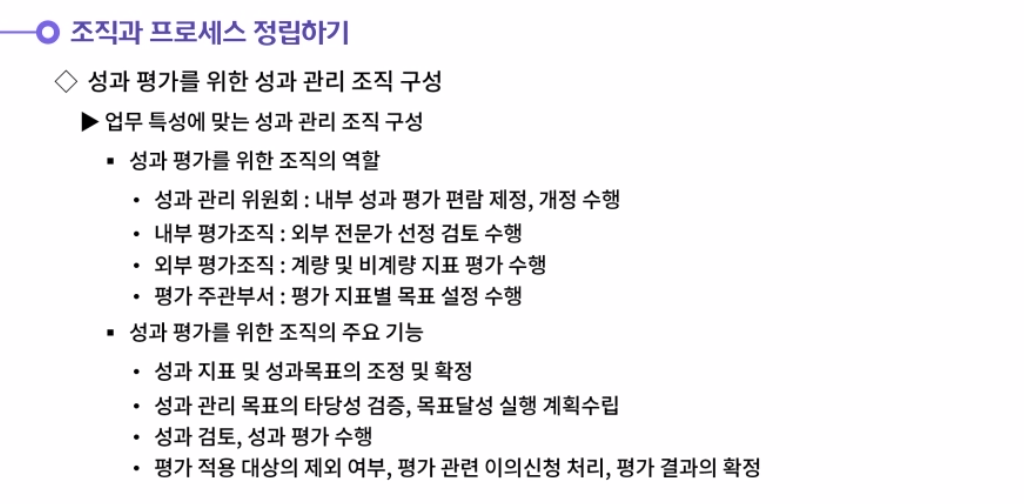 조직과 프로세스 정립하기
◇ 성과 평가를 위한 성과 관리 조직 구성
▶ 업무 특성에 맞는 성과 관리 조직 구성
▪ 성과 평가를 위한 조직의 역할
• 성과 관리 위원회 : 내부 성과 평가 편람 제정, 개정 수행
• 내부 평가조직 : 외부 전문가 선정 검토 수행
• 외부 평가조직 : 계량 및 비계량 지표 평가 수행
• 평가 주관부서 : 평가 지표별 목표 설정 수행
▪ 성과 평가를 위한 조직의 주요 기능
• 성과 지표 및 성과목표의 조정 및 확정
• 성과 관리 목표의 타당성 검증, 목표달성 실행 계획수립
• 성과 검토, 성과 평가 수행
• 평가 적용 대상의 제외 여부, 평가 관련 이의신청 처리, 평가 결과의 확정